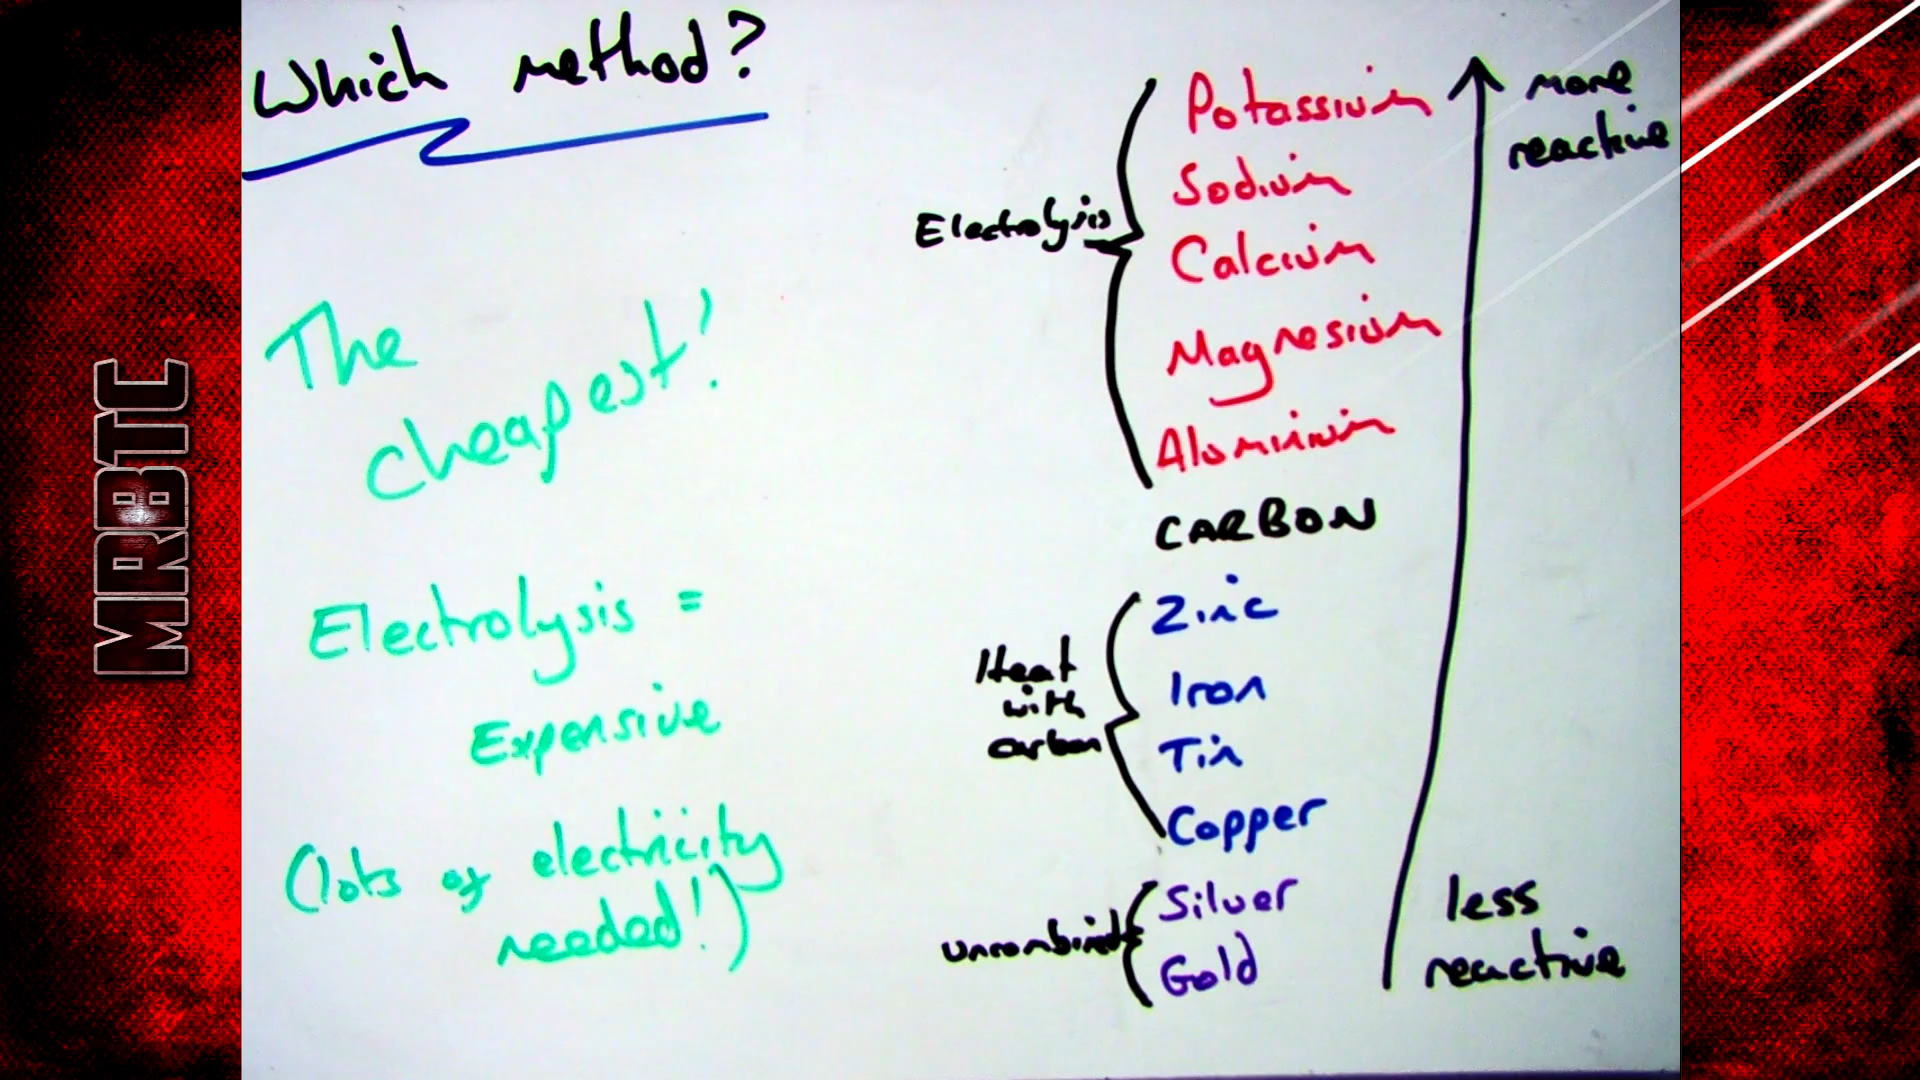 Which method?
The
cheapest!
Electrolysis =
Expensive
(lots of electricity
needed!)
Electrolysis
Potassium
Sodium
Calcium
Magnesium
Aluminium
CARBON
Heat
with
carbon
Zinc
Iron
Tin
Copper
uncombined
Silver
Gold
more
reactive
less
reactive
MRBTC